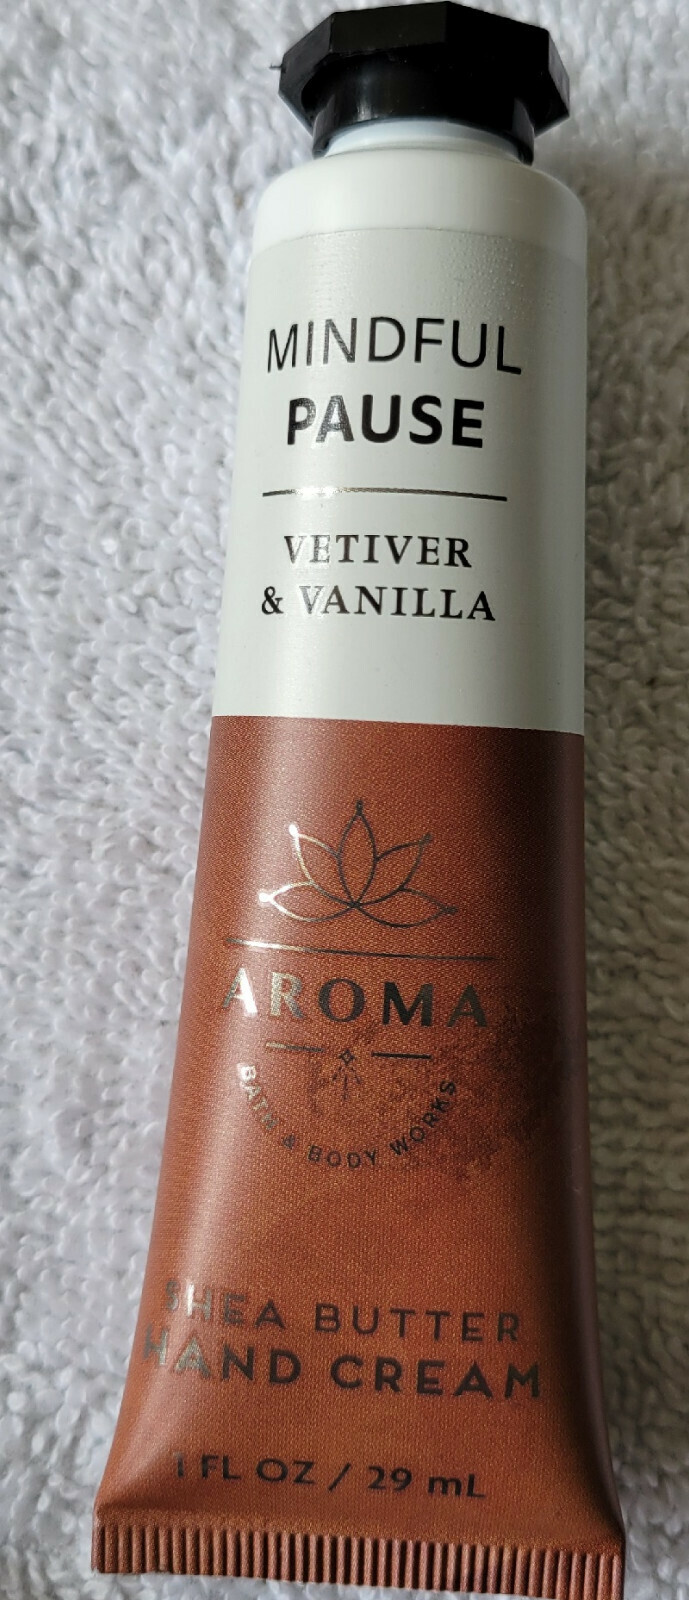 MINDFUL
PAUSE
VETIVER
& VANILLA
AROMA
BATH & BODY WORKS
SHEA BUTTER
HAND CREAM
1 FL OZ / 29 mL